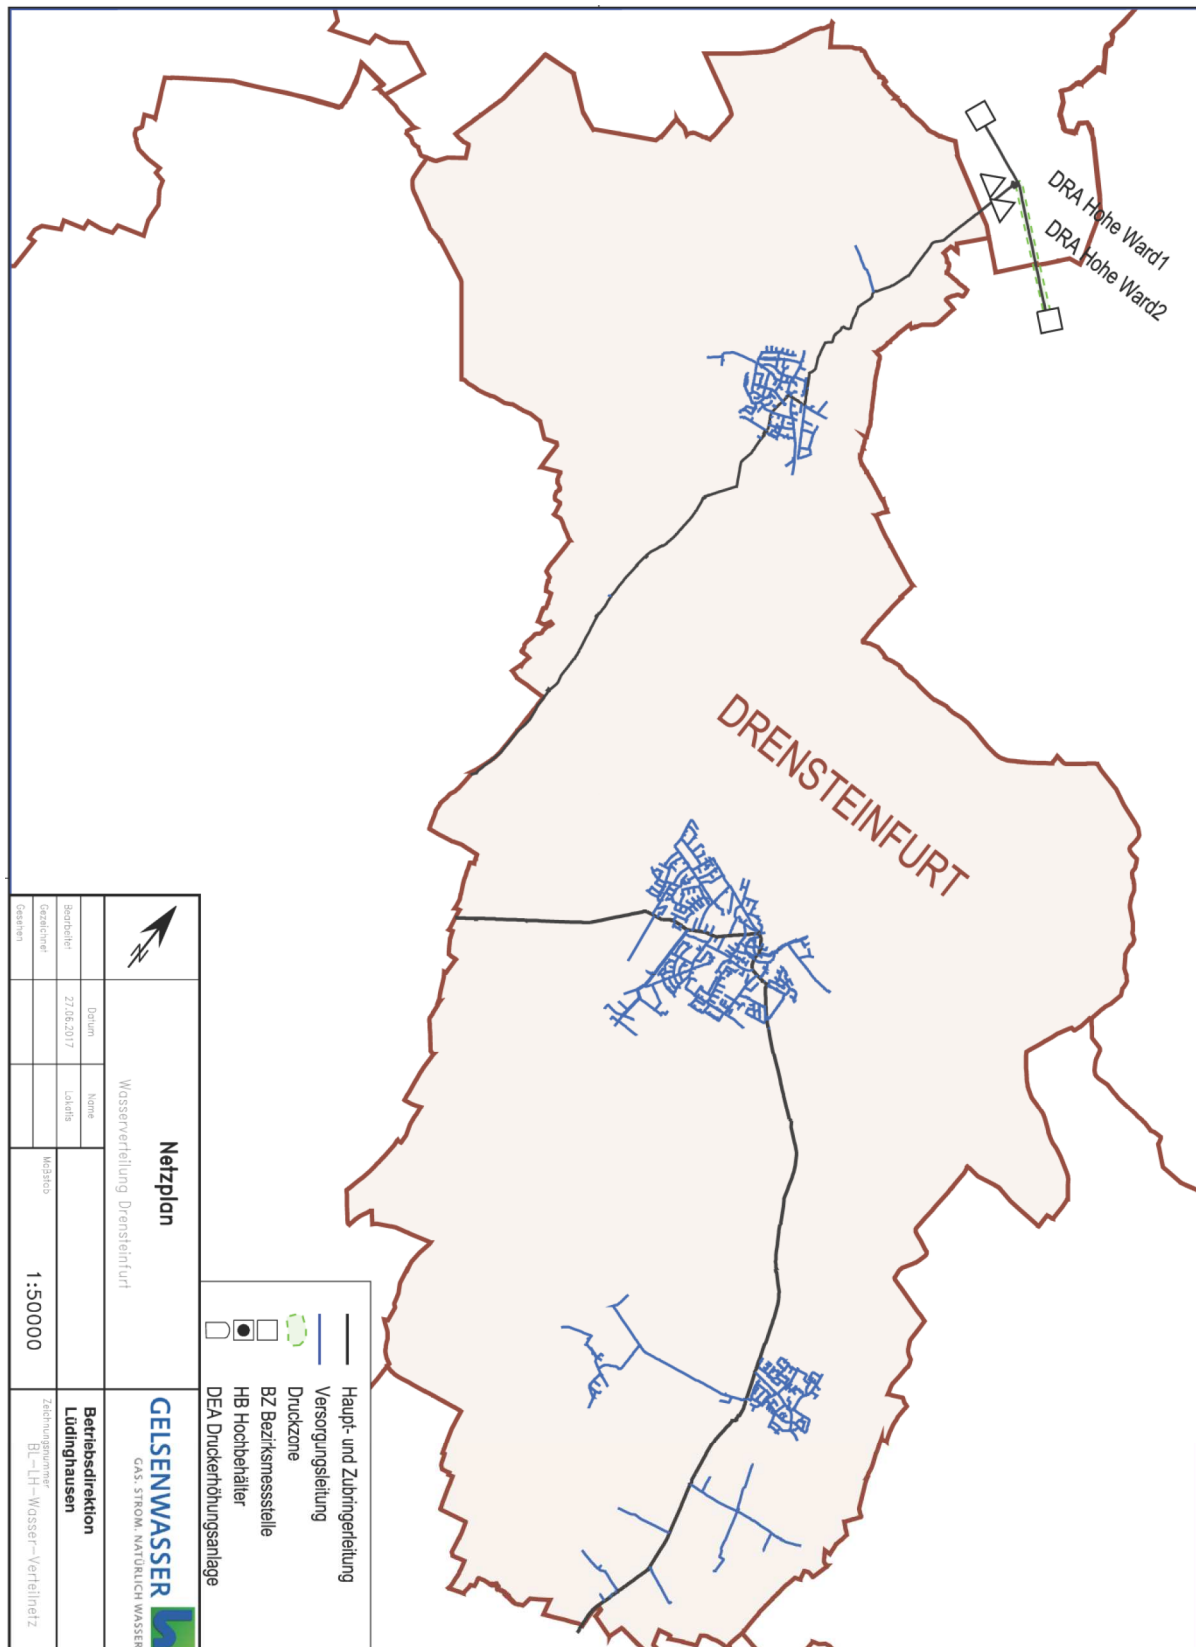 DRA Hohe Ward1
DRA Hohe Ward2
DRENSTEINFURT
Haupt- und Zubringerleitung
Versorgungsleitung
Druckzone
BZ Bezirksmessstelle
HB Hochbehälter
DEA Druckerhöhungsanlage
N
Netzplan
Wasserverteilung Drensteinfurt
GELSENWASSER
GAS. STROM. NATÜRLICH WASSER
Datum
Name
Bearbeitet
27.06.2017
Lakatis
Gezeichnet
Gesehen
Maßstab
1:50000
Betriebsdirektion
Lüdinghausen
Zeichnungsnummer
BL-LH-Wasser-Verteilnetz